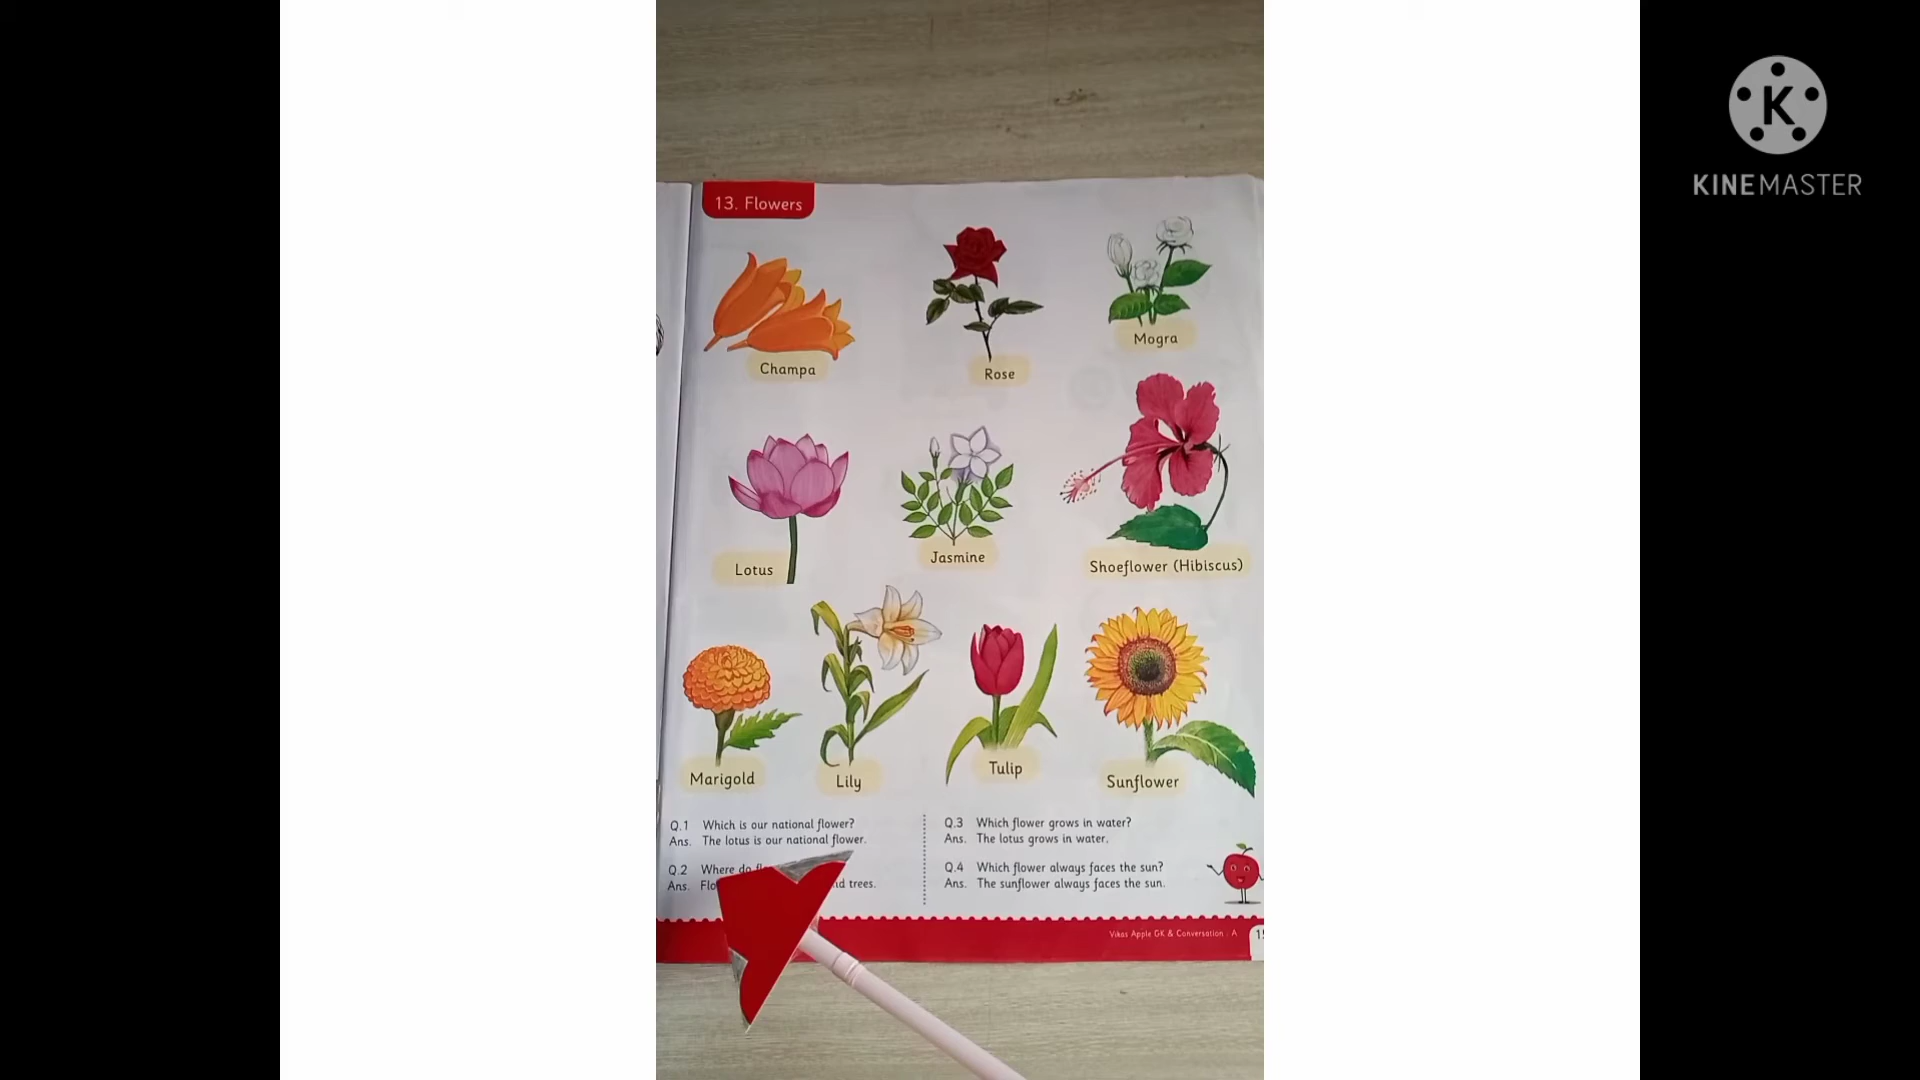 13. Flowers
Champa
Rose
Mogra
Lotus
Jasmine
Shoeflower (Hibiscus)
Marigold
Lily
Tulip
Sunflower
Q.1 Which is our national flower?
Ans. The lotus is our national flower.
Q.2 Where do
Ans. trees.
Q.3 Which flower grows in water?
Ans. The lotus grows in water.
Q.4 Which flower always faces the sun?
Ans. The sunflower always faces the sun.
Vikas Apple GK & Conversation - A
K
KINEMASTER